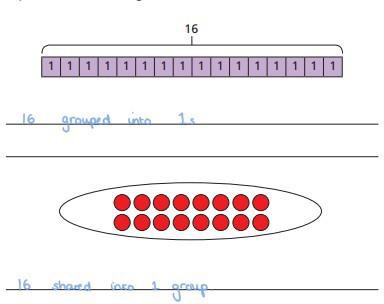 16
1 1 1 1 1 1 1 1 1 1 1 1 1 1 1 1
16 grouped into 1s
16 shared into 1 group